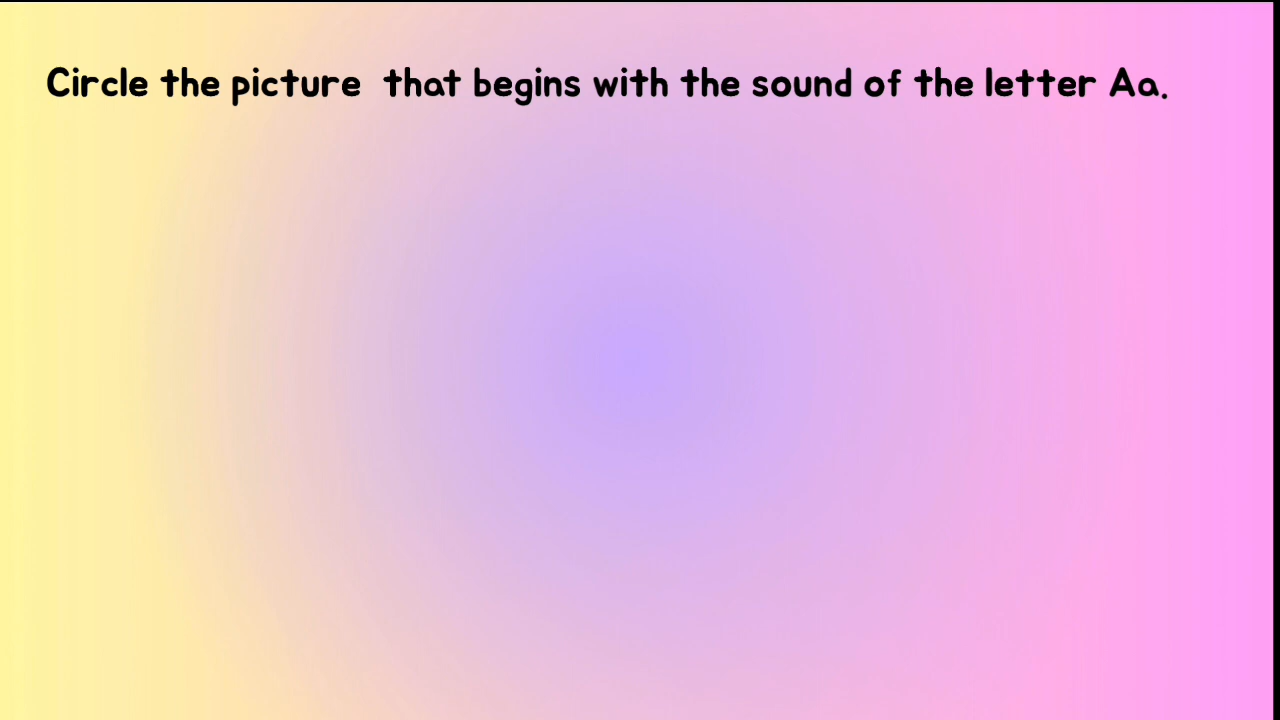 Circle the picture  that begins with the sound of the letter Aa.